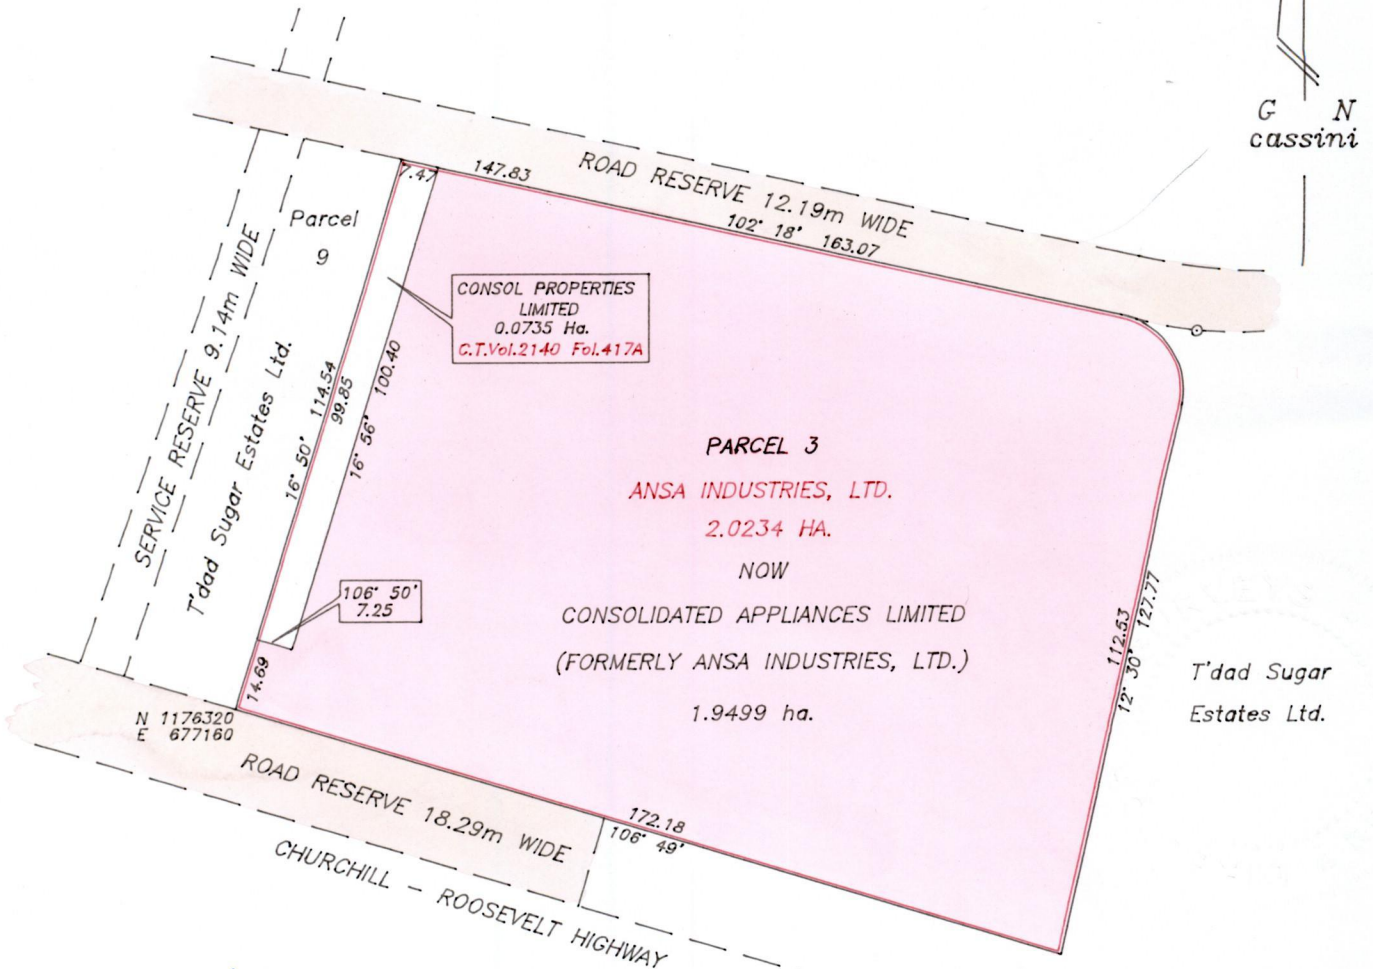 G N
cassini
ROAD RESERVE 12.19m WIDE
7.47
147.83
102° 18' 163.07
Parcel
9
SERVICE RESERVE 9.14m WIDE
T'dad Sugar Estates Ltd.
CONSOL PROPERTIES
LIMITED
0.0735 Ha.
C.T.Vol.2140 Fol.417A
16° 50' 114.54
99.85
16° 56' 100.40
PARCEL 3
ANSA INDUSTRIES, LTD.
2.0234 HA.
NOW
CONSOLIDATED APPLIANCES LIMITED
(FORMERLY ANSA INDUSTRIES, LTD.)
1.9499 ha.
106° 50'
7.25
14.69
112.53
12° 30' 127.77
T'dad Sugar
Estates Ltd.
N 1176320
E 677160
ROAD RESERVE 18.29m WIDE
172.18
106° 49'
CHURCHILL - ROOSEVELT HIGHWAY